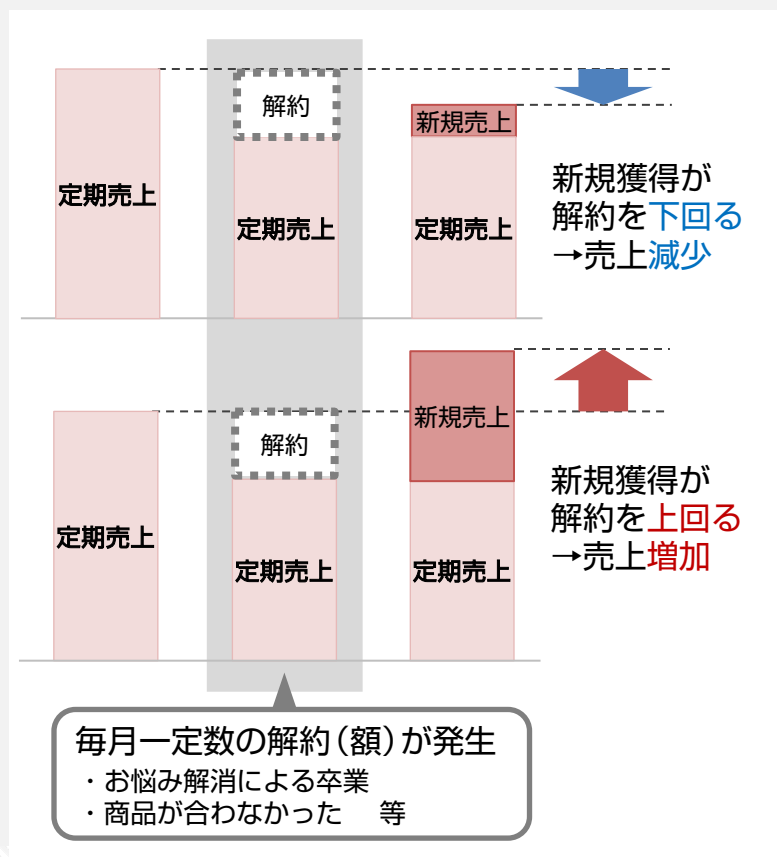 解約
新規売上
定期売上
定期売上
定期売上
新規獲得が
解約を下回る
→売上減少
解約
新規売上
定期売上
定期売上
定期売上
新規獲得が
解約を上回る
→売上増加
毎月一定数の解約(額)が発生
・お悩み解消による卒業
・商品が合わなかった 等